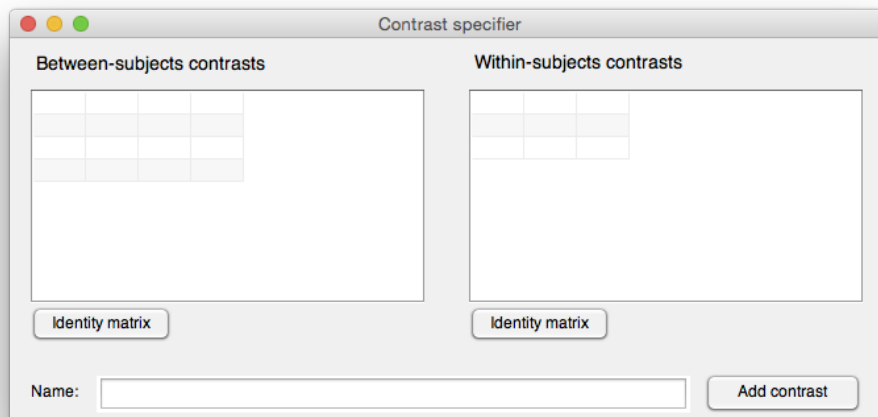 Contrast specifier
Between-subjects contrasts
Within-subjects contrasts
Identity matrix
Identity matrix
Name:
Add contrast